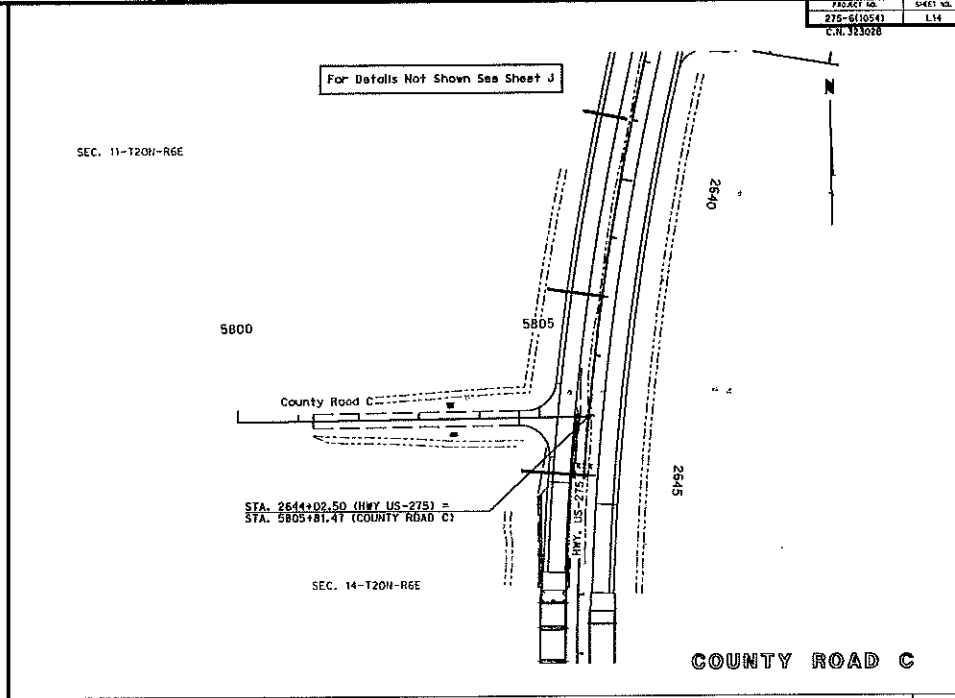 PROJECT NO. SHEET NO.
275-6(1054) L14
C.N. 32302B
For Details Not Shown See Sheet J
N
SEC. 11-T20N-R6E
2640
5800
5805
County Road C
2645
HWY. US-275
STA. 2644+02.50 (HWY US-275) =
STA. 5805+81.47 (COUNTY ROAD C)
SEC. 14-T20N-R6E
COUNTY ROAD C